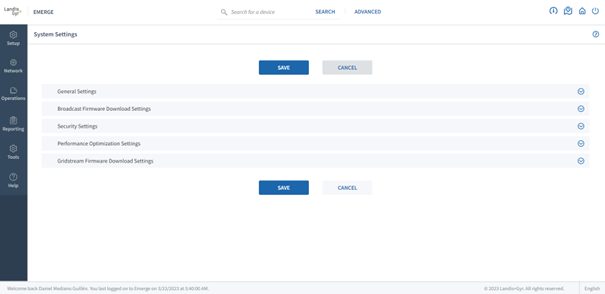 Landis+
Gyr
EMERGE
Search for a device
SEARCH
ADVANCED
System Settings
Setup
Network
Operations
Reporting
Tools
Help
SAVE
CANCEL
General Settings
Broadcast Firmware Download Settings
Security Settings
Performance Optimization Settings
Gridstream Firmware Download Settings
SAVE
CANCEL
Welcome back Daniel Mediano Guillén. You last logged on to Emerge on 3/23/2023 at 5:40:00 AM.
© 2023 Landis+Gyr. All rights reserved.
English